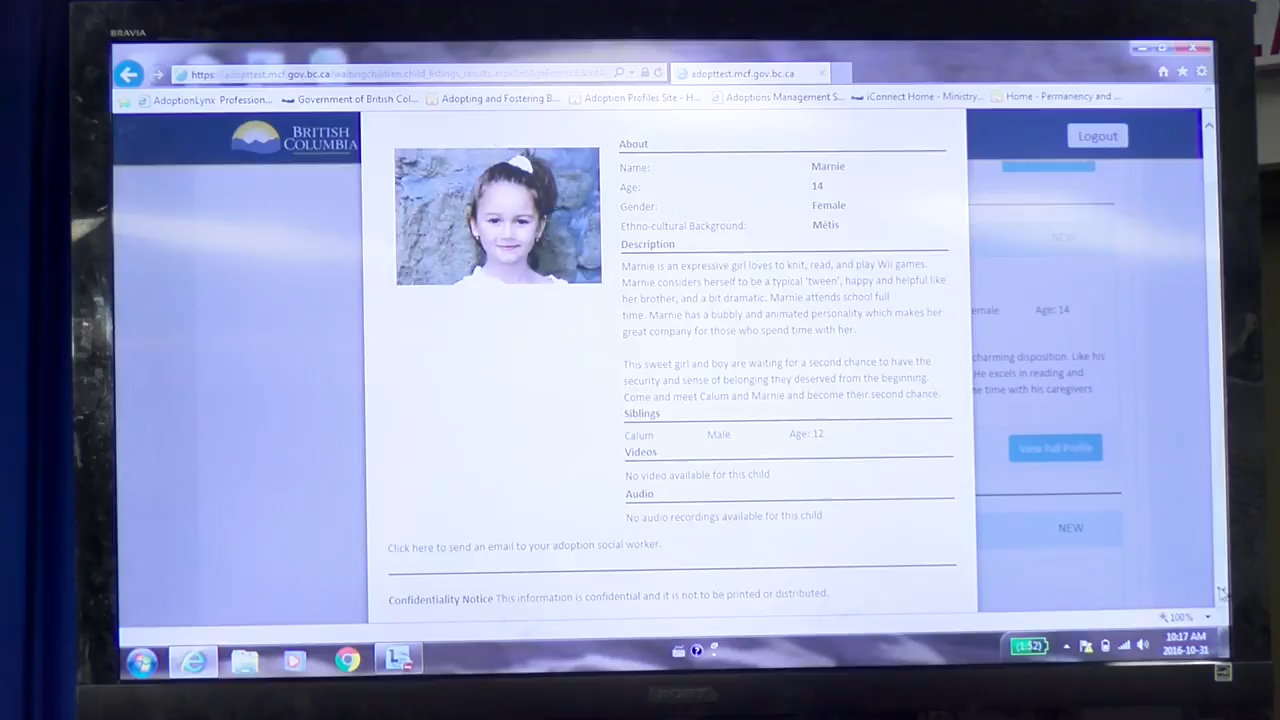 BRAVIA
adopttest.mcf.gov.bc.ca
AdoptionLynx Profession... Government of British Col... Adopting and Fostering B... Adoption Profiles Site - H... Adoptions Management S... iConnect Home - Ministry... Home - Permanency and ...
BRITISH
COLUMBIA
Logout
About
Name: Marnie
Age: 14
Gender: Female
Ethno-cultural Background: Métis
Description
Marnie is an expressive girl loves to knit, read, and play Wii games.
Marnie considers herself to be a typical 'tween', happy and helpful like
her brother, and a bit dramatic. Marnie attends school full
time. Marnie has a bubbly and animated personality which makes her
great company for those who spend time with her.
This sweet girl and boy are waiting for a second chance to have the
security and sense of belonging they deserved from the beginning.
Come and meet Calum and Marnie and become their second chance.
Siblings
Calum Male Age: 12
Videos
No video available for this child
Audio
No audio recordings available for this child
Click here to send an email to your adoption social worker.
Confidentiality Notice This information is confidential and it is not to be printed or distributed.
NEW
emale Age: 14
charming disposition. Like his
He excels in reading and
e time with his caregivers
View Full Profile
NEW
100%
(1:52)
10:17 AM
2016-10-31